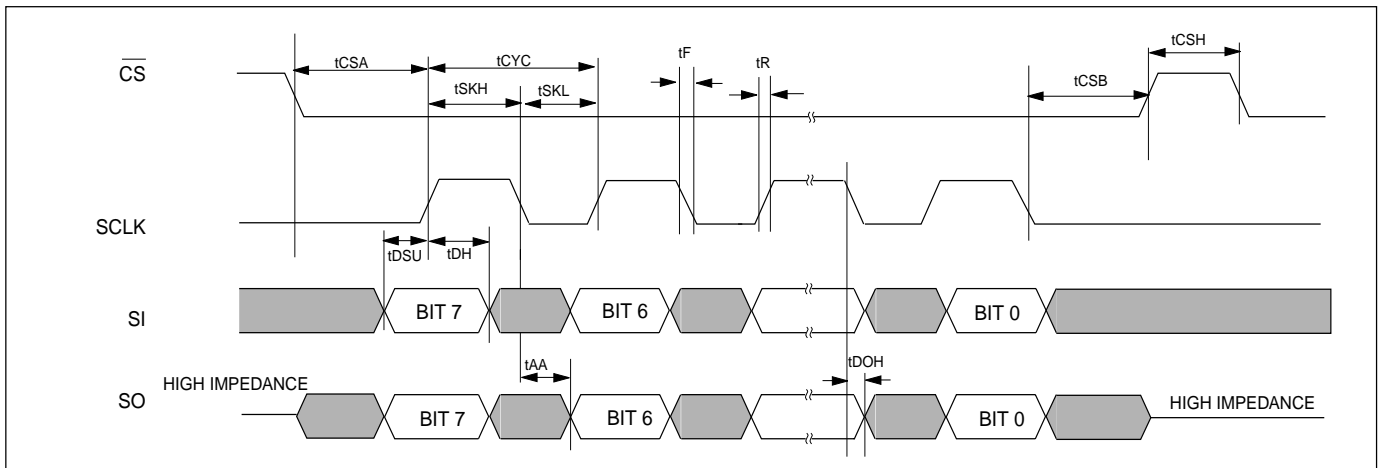 tCSH
tCSA
tCYC
tF
tR
CS
tCSB
tSKH
tSKL
SCLK
tDSU
tDH
SI
BIT 7
BIT 6
BIT 0
tAA
tDOH
HIGH IMPEDANCE
SO
BIT 7
BIT 6
BIT 0
HIGH IMPEDANCE